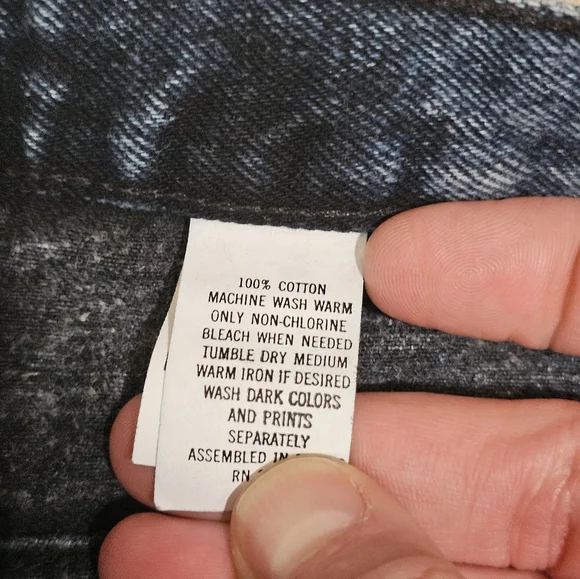 100% COTTON
MACHINE WASH WARM
ONLY NON-CHLORINE
BLEACH WHEN NEEDED
TUMBLE DRY MEDIUM
WARM IRON IF DESIRED
WASH DARK COLORS
AND PRINTS
SEPARATELY
ASSEMBLED IN
RN